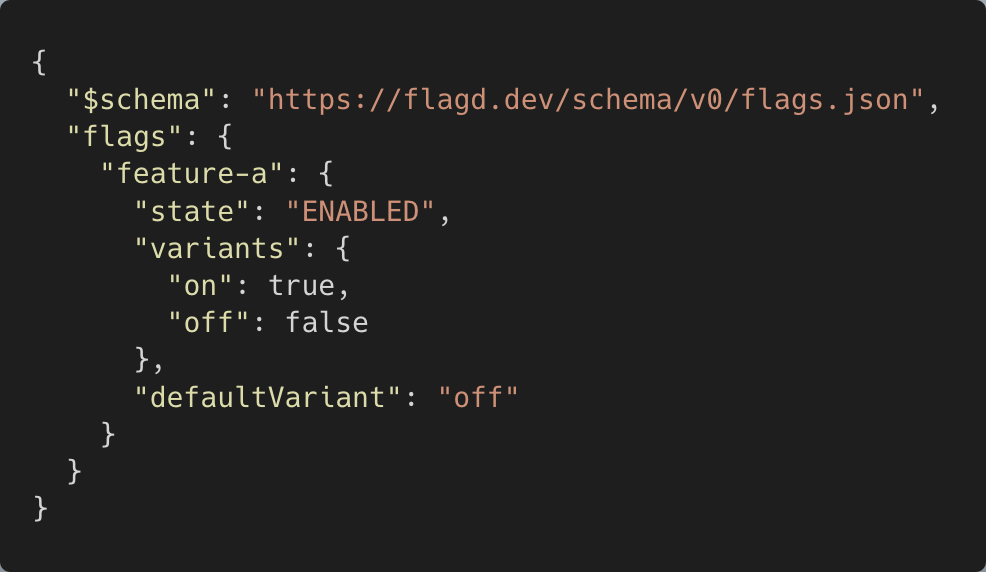 {
  "$schema": "https://flagd.dev/schema/v0/flags.json",
  "flags": {
    "feature-a": {
      "state": "ENABLED",
      "variants": {
        "on": true,
        "off": false
      },
      "defaultVariant": "off"
    }
  }
}